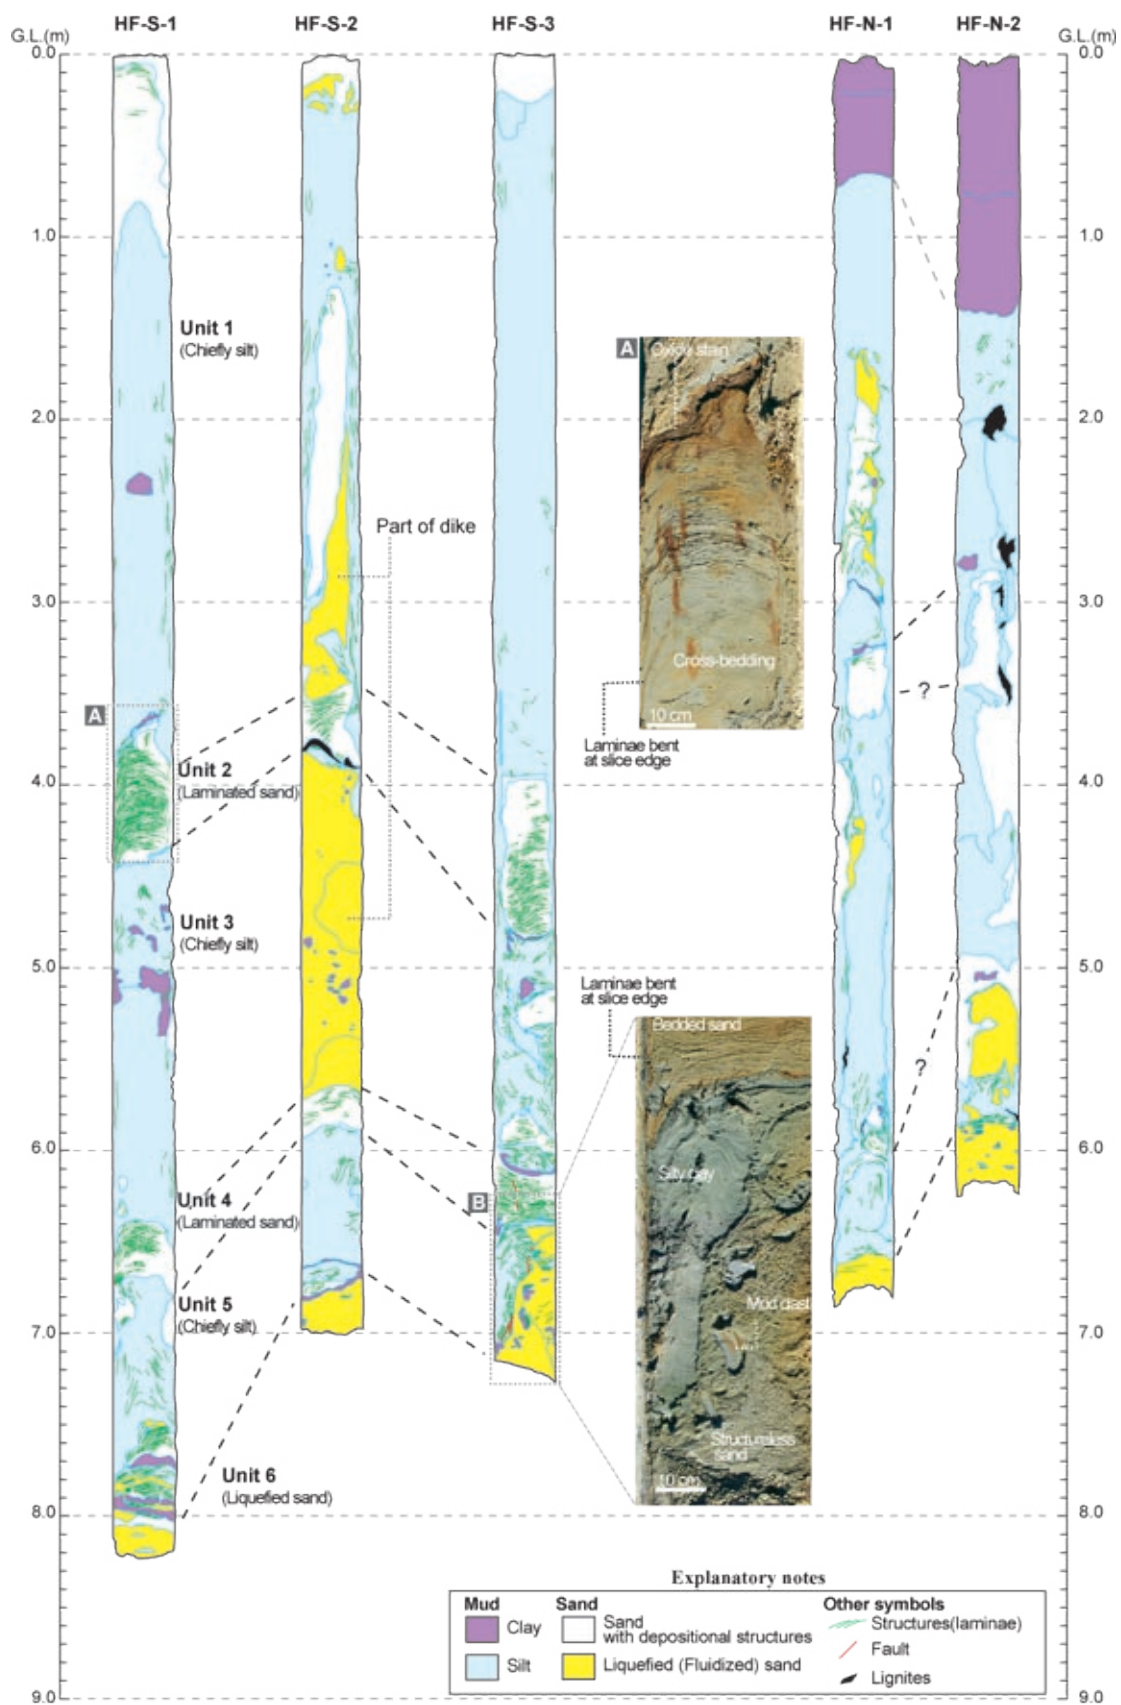 HF-S-1
HF-S-2
HF-S-3
HF-N-1
HF-N-2
G.L.(m)
G.L.(m)
0.0
0.0
1.0
1.0
2.0
2.0
3.0
3.0
4.0
4.0
5.0
5.0
6.0
6.0
7.0
7.0
8.0
8.0
9.0
9.0
Unit 1
(Chiefly silt)
A
Unit 2
(Laminated sand)
Unit 3
(Chiefly silt)
Unit 4
(Laminated sand)
Unit 5
(Chiefly silt)
Unit 6
(Liquefied sand)
Part of dike
B
A
Oxide stain
Cross-bedding
10 cm
Laminae bent
at slice edge
Laminae bent
at slice edge
Bedded sand
Silty clay
Mod clast
Structureless
sand
10 cm
?
?
Explanatory notes
Mud
Clay
Silt
Sand
Sand
with depositional structures
Liquefied (Fluidized) sand
Other symbols
Structures(laminae)
Fault
Lignites